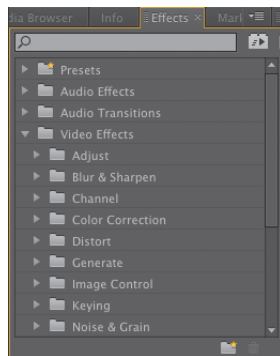 dia Browser Info Effects × Marl
Presets
Audio Effects
Audio Transitions
Video Effects
Adjust
Blur & Sharpen
Channel
Color Correction
Distort
Generate
Image Control
Keying
Noise & Grain